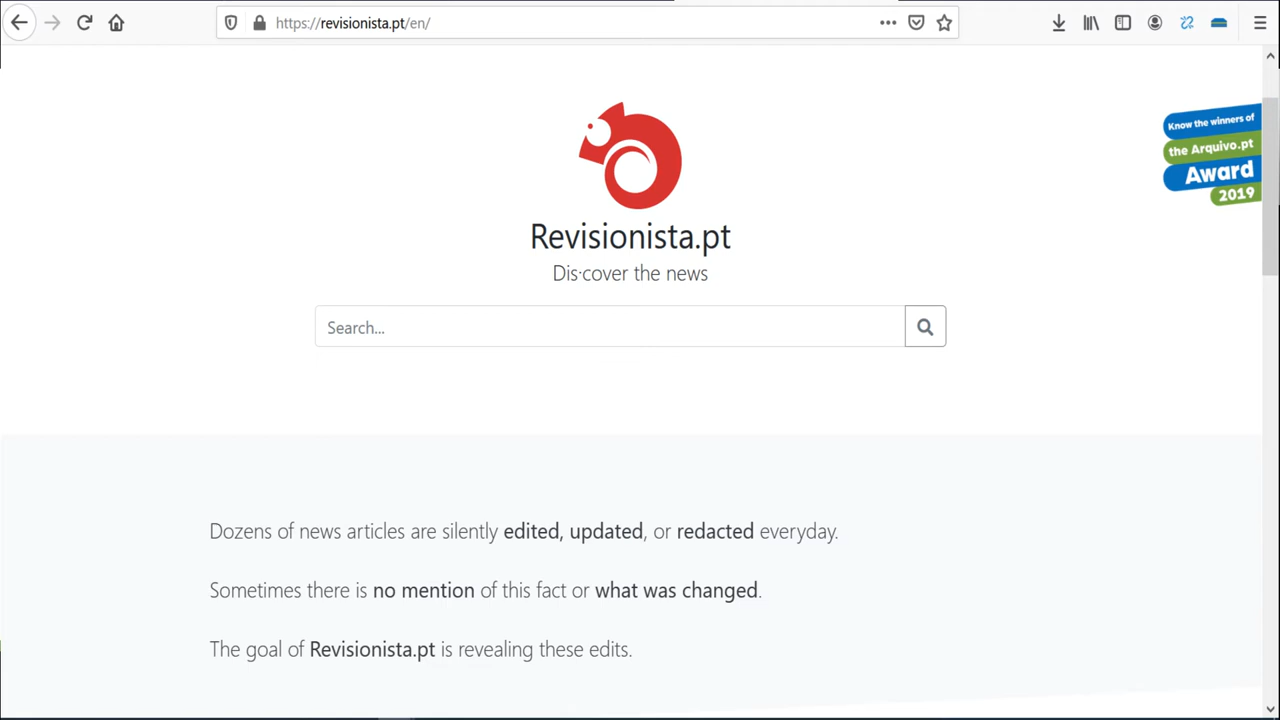 https://revisionista.pt/en/
Know the winners of
the Arquivo.pt
Award
2019
Revisionista.pt
Dis·cover the news
Search...
Dozens of news articles are silently edited, updated, or redacted everyday.
Sometimes there is no mention of this fact or what was changed.
The goal of Revisionista.pt is revealing these edits.